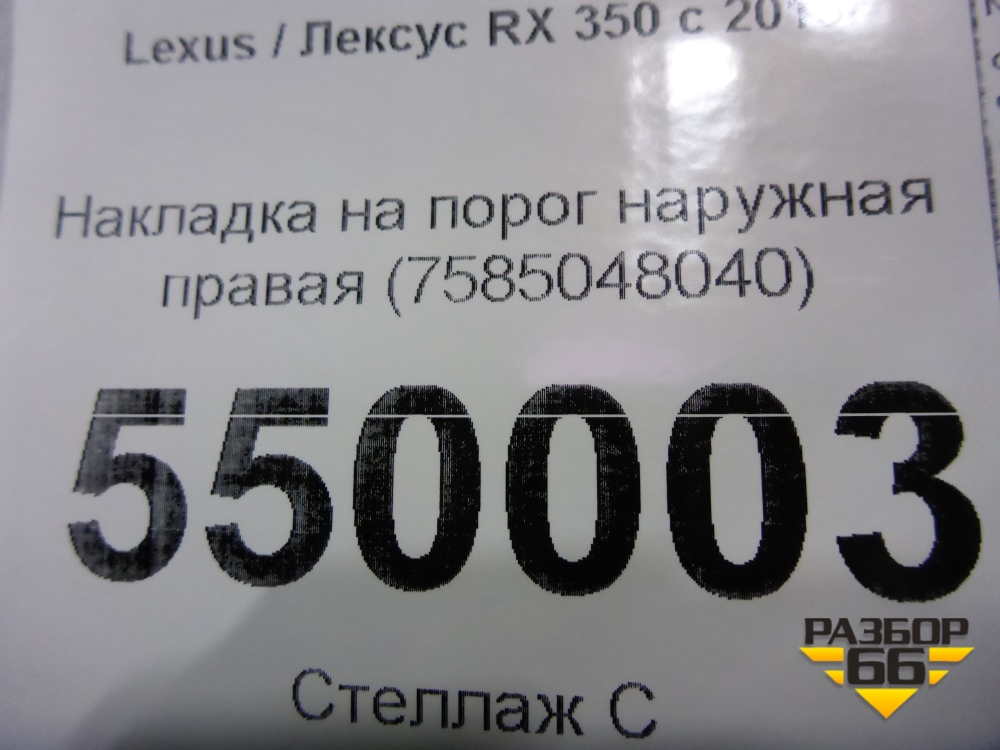 Lexus / Лексус RX 350 с
Накладка на порог наружная
правая (7585048040)
550003
РАЗБОР
66
Стеллаж С